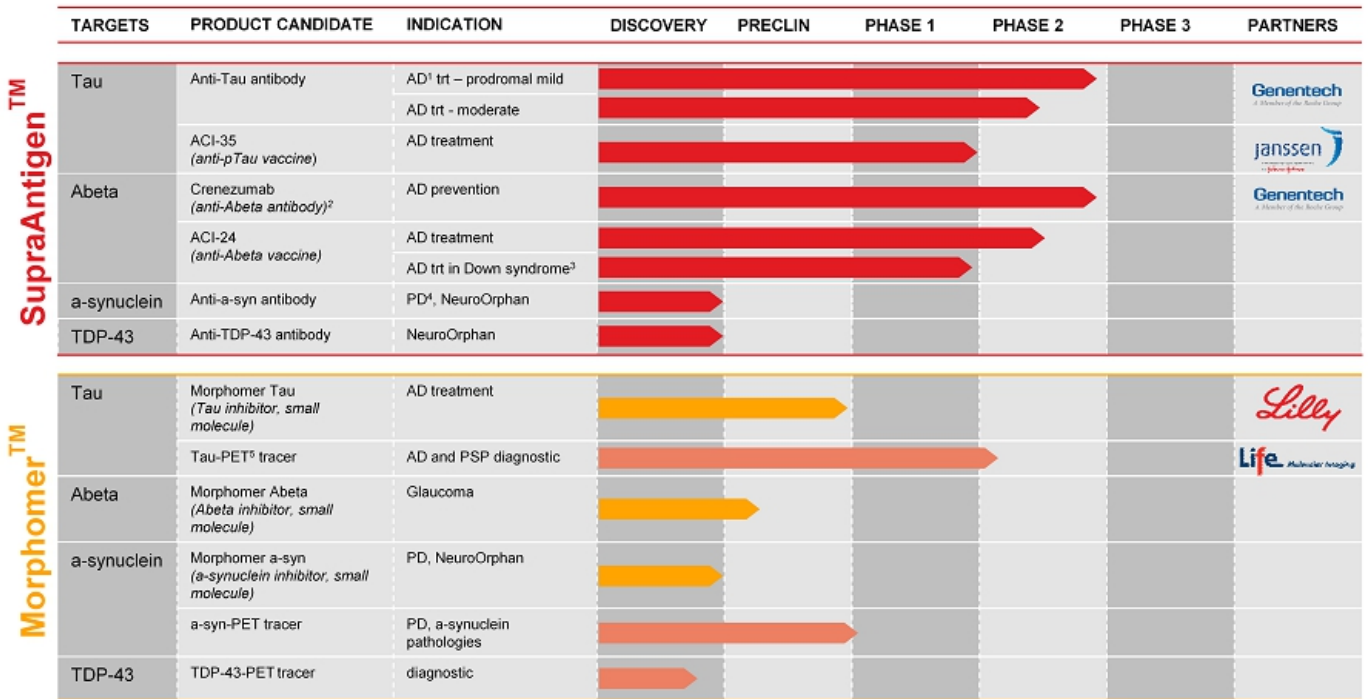 TARGETS PRODUCT CANDIDATE INDICATION DISCOVERY PRECLIN PHASE 1 PHASE 2 PHASE 3 PARTNERS
SupraAntigen™
Tau Anti-Tau antibody AD¹ trt – prodromal mild
Genentech
A Member of the Roche Group
AD trt - moderate
ACI-35 AD treatment
(anti-pTau vaccine)
janssen
Abeta Crenezumab AD prevention
(anti-Abeta antibody)²
Genentech
A Member of the Roche Group
ACI-24 AD treatment
(anti-Abeta vaccine)
AD trt in Down syndrome³
a-synuclein Anti-a-syn antibody PD⁴, NeuroOrphan
TDP-43 Anti-TDP-43 antibody NeuroOrphan
Morphomer™
Tau Morphomer Tau AD treatment
(Tau inhibitor, small
molecule)
Lilly
Tau-PET⁵ tracer AD and PSP diagnostic
Life Molecular Imaging
Abeta Morphomer Abeta Glaucoma
(Abeta inhibitor, small
molecule)
a-synuclein Morphomer a-syn PD, NeuroOrphan
(a-synuclein inhibitor, small
molecule)
a-syn-PET tracer PD, a-synuclein
pathologies
TDP-43 TDP-43-PET tracer diagnostic